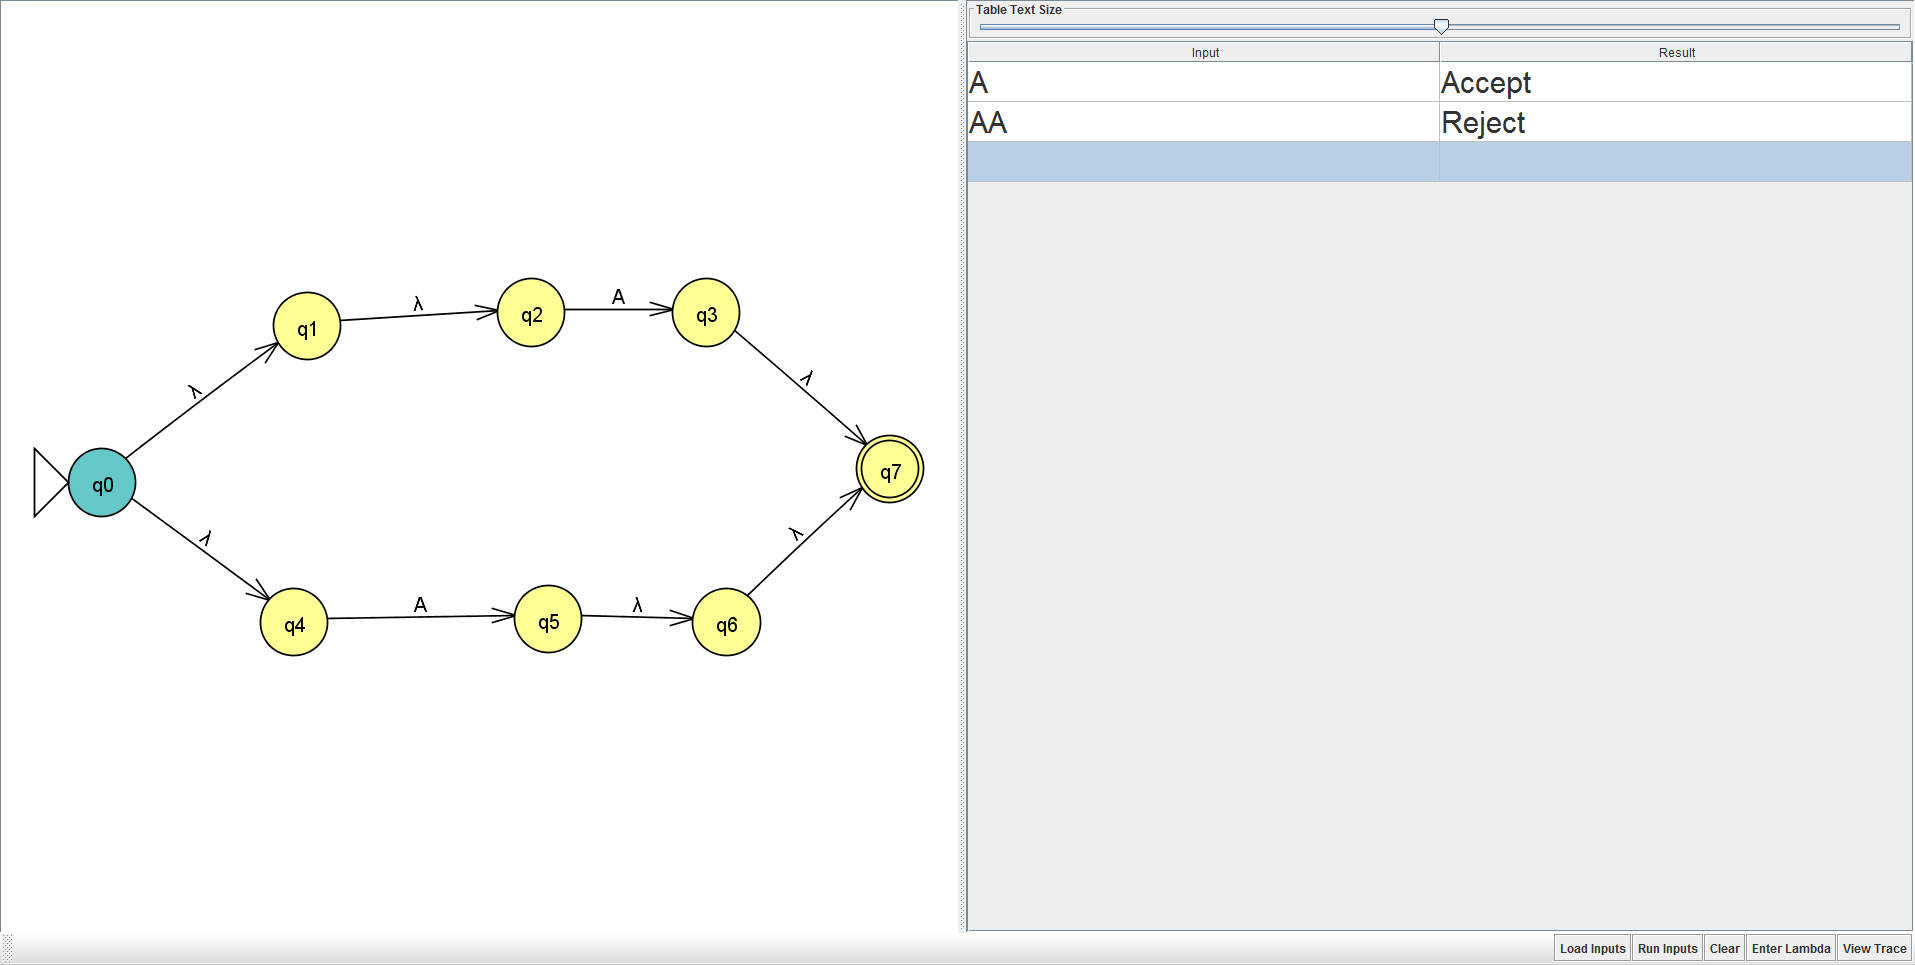 Table Text Size
Input Result
A Accept
AA Reject
λ A
q1 q2 q3
λ λ
q0 q7
λ λ
A λ
q4 q5 q6
Load Inputs Run Inputs Clear Enter Lambda View Trace